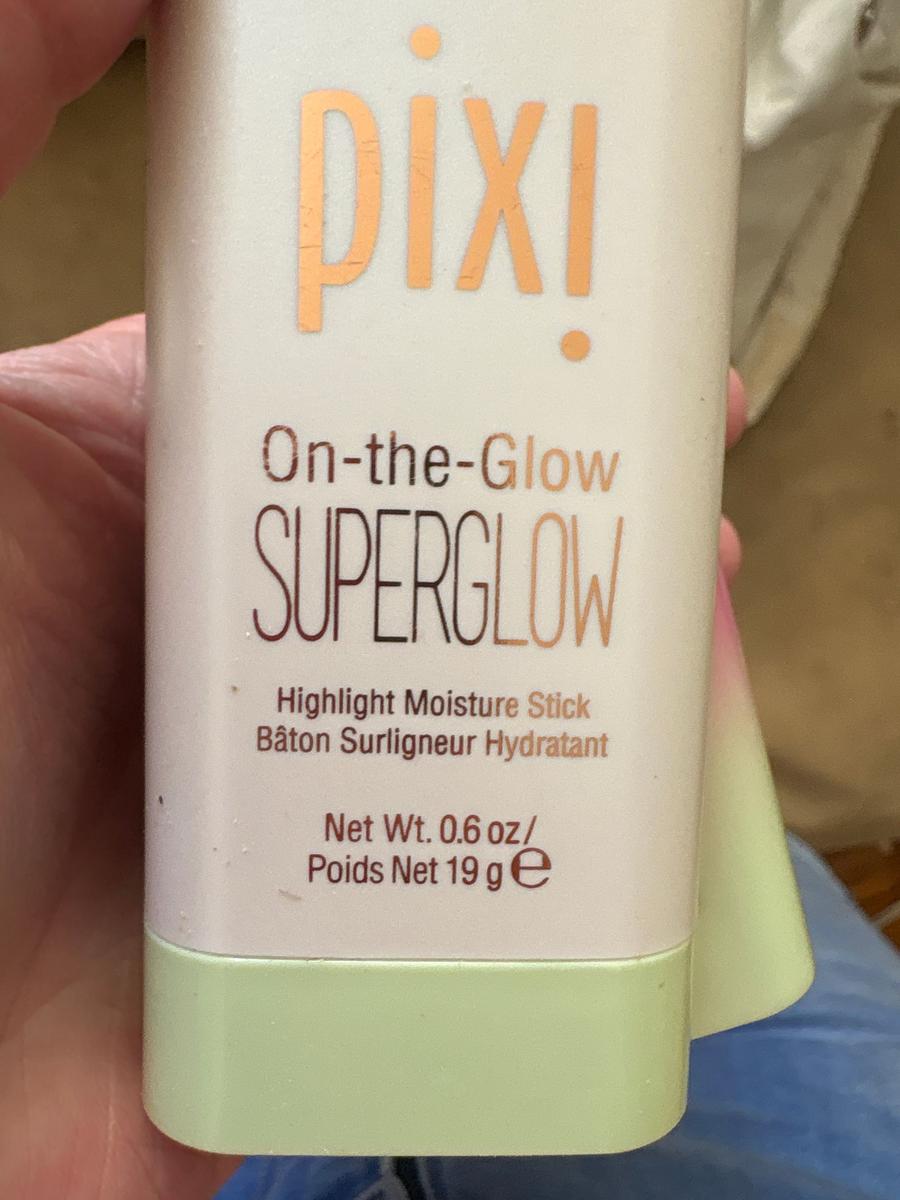 pixi
On-the-Glow
SUPERGLOW
Highlight Moisture Stick
Bâton Surligneur Hydratant
Net Wt. 0.6 oz/
Poids Net 19 g ℮